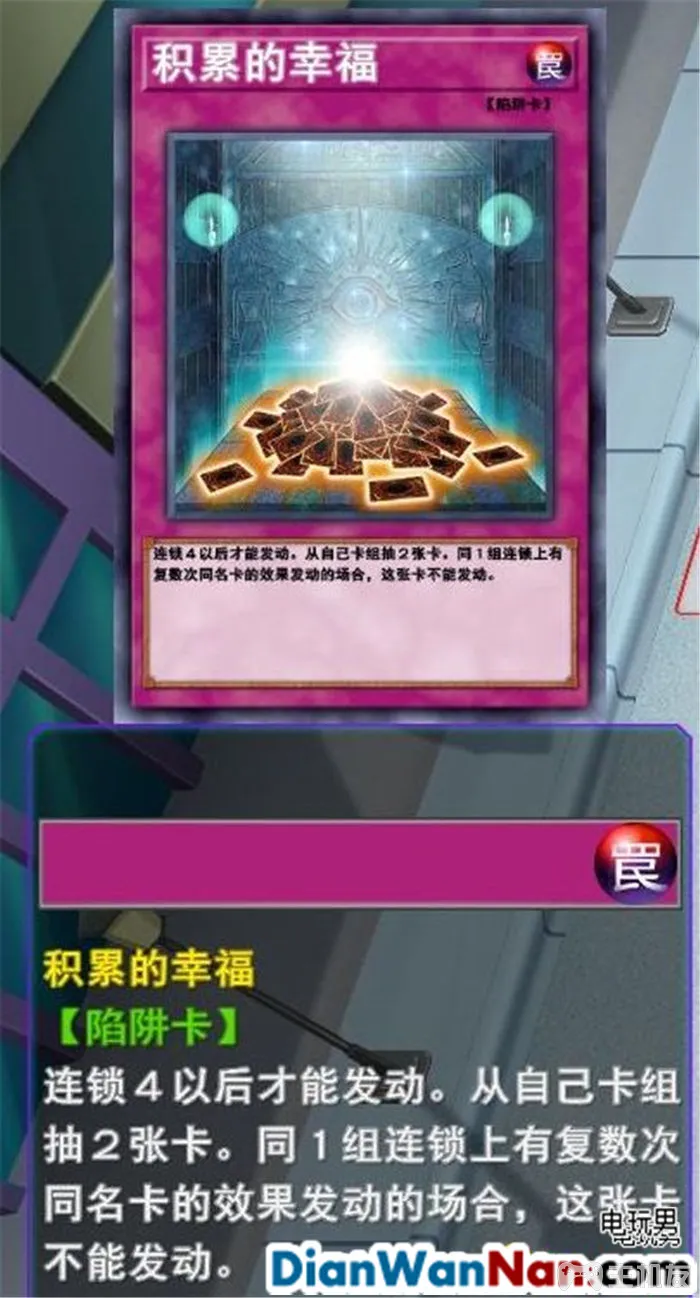 积累的幸福
罠
【陷阱卡】
连锁4以后才能发动。从自己卡组抽2张卡。同1组连锁上有
复数次同名卡的效果发动的场合，这张卡不能发动。
罠
积累的幸福
【陷阱卡】
连锁4以后才能发动。从自己卡组
抽2张卡。同1组连锁上有复数次
同名卡的效果发动的场合，这张卡
不能发动。
电玩男
DianWanNan.com